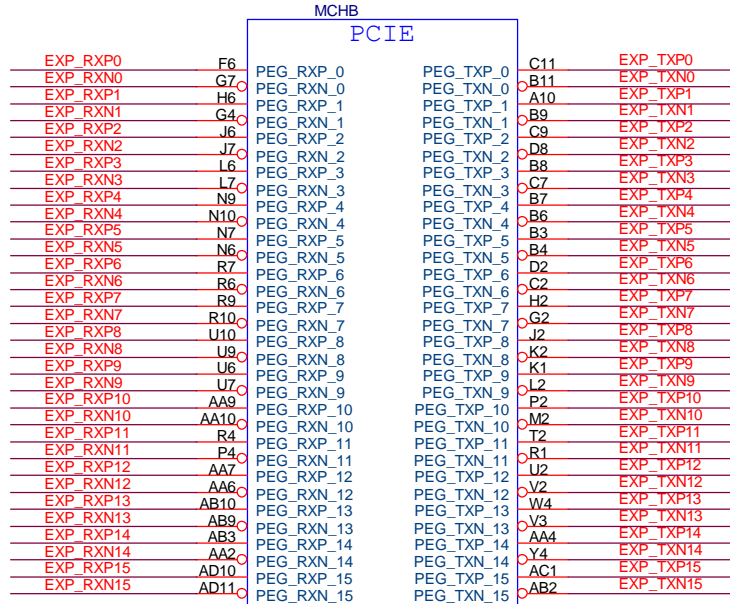 MCHB
PCIE
EXP_RXP0 F6 PEG_RXP_0 PEG_TXP_0 C11 EXP_TXP0
EXP_RXN0 G7 PEG_RXN_0 PEG_TXN_0 B11 EXP_TXN0
EXP_RXP1 H6 PEG_RXP_1 PEG_TXP_1 A10 EXP_TXP1
EXP_RXN1 G4 PEG_RXN_1 PEG_TXN_1 B9 EXP_TXN1
EXP_RXP2 J6 PEG_RXP_2 PEG_TXP_2 C9 EXP_TXP2
EXP_RXN2 J7 PEG_RXN_2 PEG_TXN_2 D8 EXP_TXN2
EXP_RXP3 L6 PEG_RXP_3 PEG_TXP_3 B8 EXP_TXP3
EXP_RXN3 L7 PEG_RXN_3 PEG_TXN_3 C7 EXP_TXN3
EXP_RXP4 N9 PEG_RXP_4 PEG_TXP_4 B7 EXP_TXP4
EXP_RXN4 N10 PEG_RXN_4 PEG_TXN_4 B6 EXP_TXN4
EXP_RXP5 N7 PEG_RXP_5 PEG_TXP_5 B3 EXP_TXP5
EXP_RXN5 N6 PEG_RXN_5 PEG_TXN_5 B4 EXP_TXN5
EXP_RXP6 R7 PEG_RXP_6 PEG_TXP_6 D2 EXP_TXP6
EXP_RXN6 R6 PEG_RXN_6 PEG_TXN_6 C2 EXP_TXN6
EXP_RXP7 R9 PEG_RXP_7 PEG_TXP_7 H2 EXP_TXP7
EXP_RXN7 R10 PEG_RXN_7 PEG_TXN_7 G2 EXP_TXN7
EXP_RXP8 U10 PEG_RXP_8 PEG_TXP_8 J2 EXP_TXP8
EXP_RXN8 U9 PEG_RXN_8 PEG_TXN_8 K2 EXP_TXN8
EXP_RXP9 U6 PEG_RXP_9 PEG_TXP_9 K1 EXP_TXP9
EXP_RXN9 U7 PEG_RXN_9 PEG_TXN_9 L2 EXP_TXN9
EXP_RXP10 AA9 PEG_RXP_10 PEG_TXP_10 P2 EXP_TXP10
EXP_RXN10 AA10 PEG_RXN_10 PEG_TXN_10 M2 EXP_TXN10
EXP_RXP11 R4 PEG_RXP_11 PEG_TXP_11 T2 EXP_TXP11
EXP_RXN11 P4 PEG_RXN_11 PEG_TXN_11 R1 EXP_TXN11
EXP_RXP12 AA7 PEG_RXP_12 PEG_TXP_12 U2 EXP_TXP12
EXP_RXN12 AA6 PEG_RXN_12 PEG_TXN_12 V2 EXP_TXN12
EXP_RXP13 AB10 PEG_RXP_13 PEG_TXP_13 W4 EXP_TXP13
EXP_RXN13 AB9 PEG_RXN_13 PEG_TXN_13 V3 EXP_TXN13
EXP_RXP14 AB3 PEG_RXP_14 PEG_TXP_14 AA4 EXP_TXP14
EXP_RXN14 AA2 PEG_RXN_14 PEG_TXN_14 Y4 EXP_TXN14
EXP_RXP15 AD10 PEG_RXP_15 PEG_TXP_15 AC1 EXP_TXP15
EXP_RXN15 AD11 PEG_RXN_15 PEG_TXN_15 AB2 EXP_TXN15